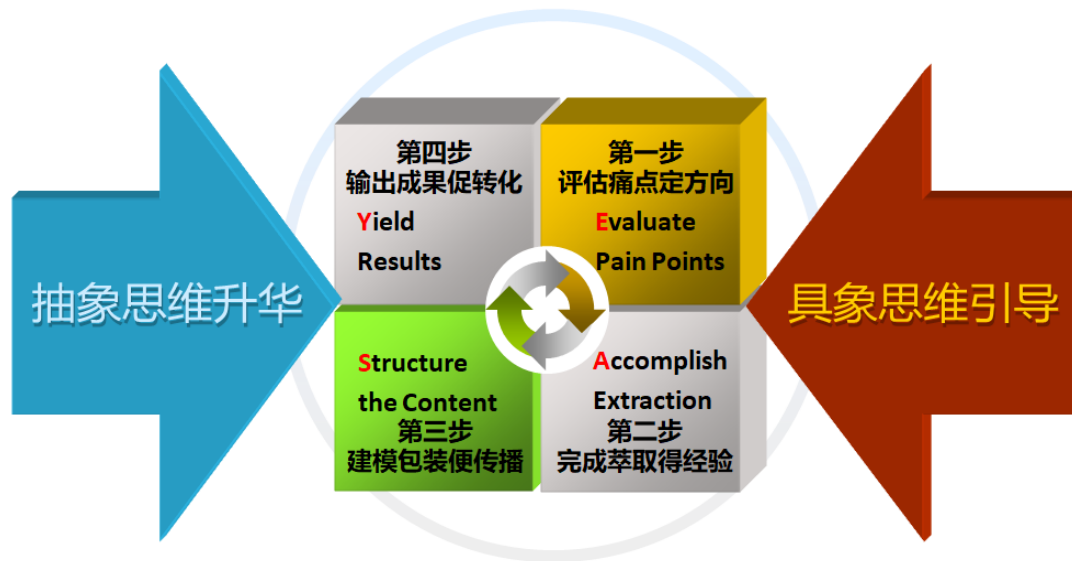 抽象思维升华
第四步
输出成果促转化
Yield
Results
第一步
评估痛点定方向
Evaluate
Pain Points
Structure
the Content
第三步
建模包装便传播
Accomplish
Extraction
第二步
完成萃取得经验
具象思维引导